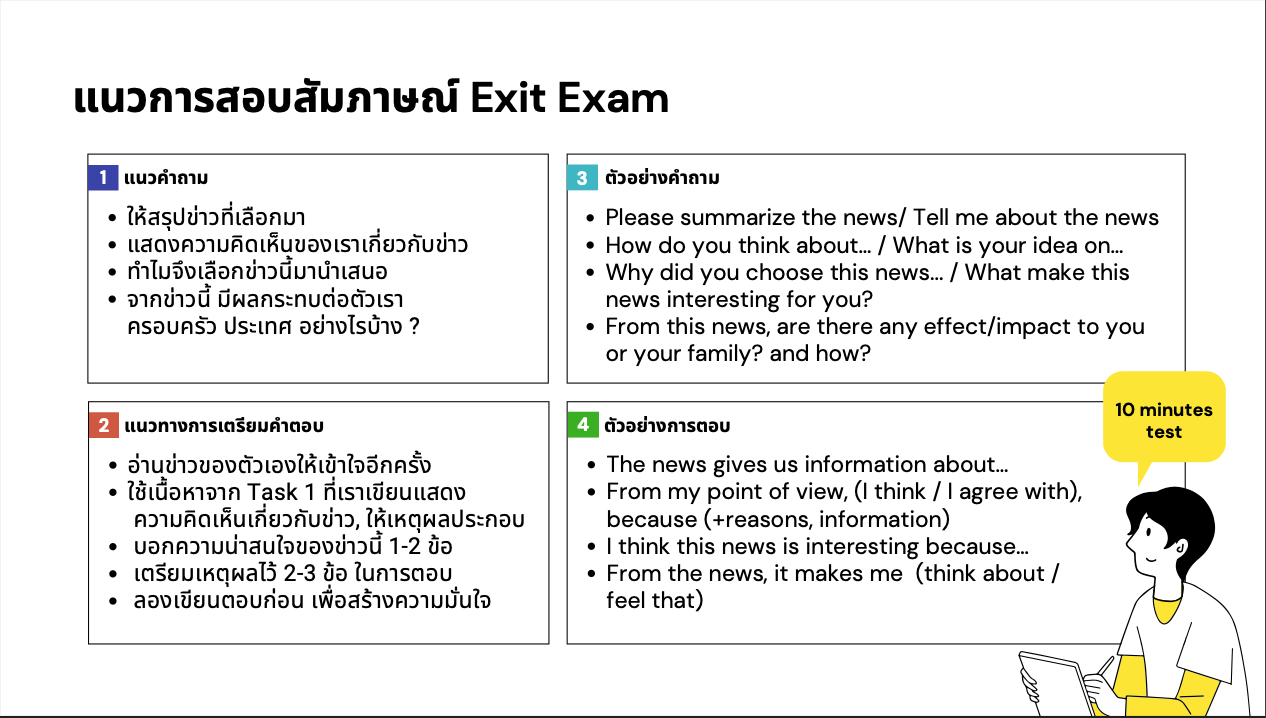 แนวการสอบสัมภาษณ์ Exit Exam
1 แนวคำถาม
• ให้สรุปข่าวที่เลือกมา
• แสดงความคิดเห็นของเราเกี่ยวกับข่าว
• ทำไมจึงเลือกข่าวนี้มานำเสนอ
• จากข่าวนี้ มีผลกระทบต่อตัวเรา
ครอบครัว ประเทศ อย่างไรบ้าง ?
2 แนวทางการเตรียมคำตอบ
• อ่านข่าวของตัวเองให้เข้าใจอีกครั้ง
• ใช้เนื้อหาจาก Task 1 ที่เราเขียนแสดง
ความคิดเห็นเกี่ยวกับข่าว, ให้เหตุผลประกอบ
• บอกความน่าสนใจของข่าวนี้ 1-2 ข้อ
• เตรียมเหตุผลไว้ 2-3 ข้อ ในการตอบ
• ลองเขียนตอบก่อน เพื่อสร้างความมั่นใจ
3 ตัวอย่างคำถาม
• Please summarize the news/ Tell me about the news
• How do you think about... / What is your idea on...
• Why did you choose this news... / What make this
news interesting for you?
• From this news, are there any effect/impact to you
or your family? and how?
4 ตัวอย่างการตอบ
• The news gives us information about...
• From my point of view, (I think / I agree with),
because (+reasons, information)
• I think this news is interesting because...
• From the news, it makes me (think about /
feel that)
10 minutes
test